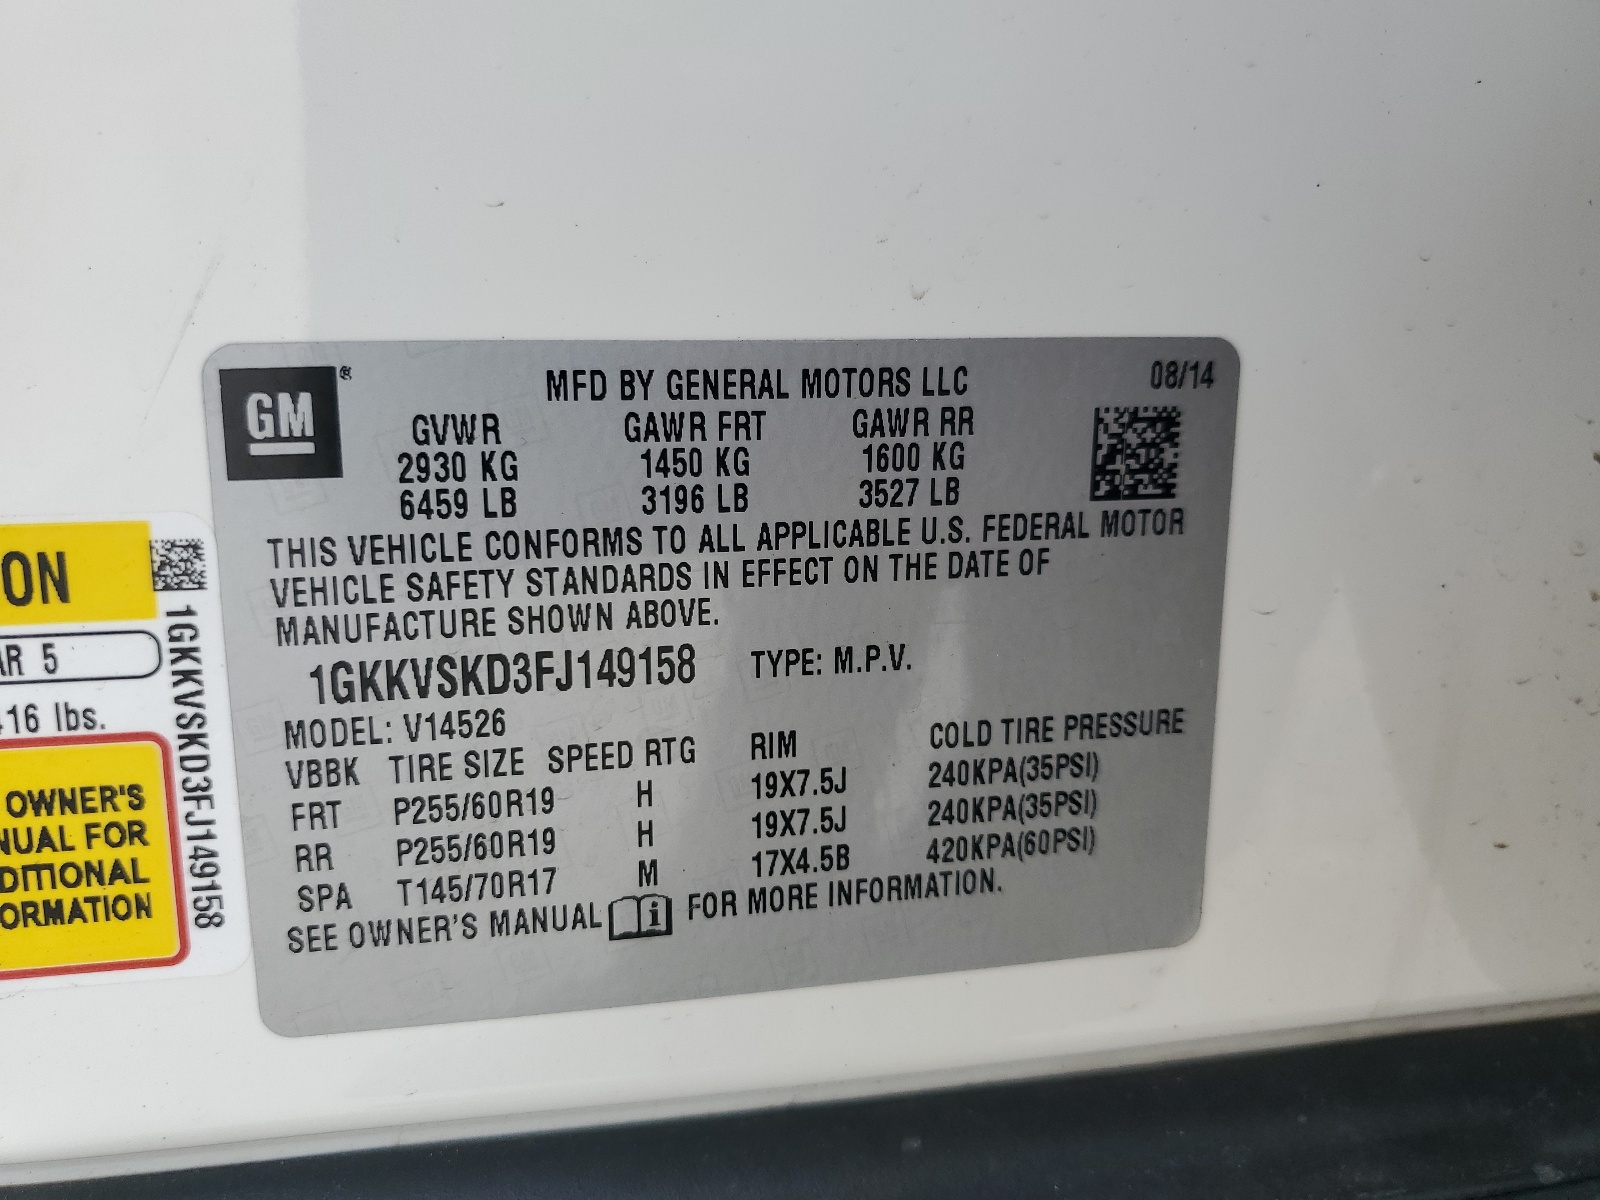 GM ®
MFD BY GENERAL MOTORS LLC 08/14
GVWR GAWR FRT GAWR RR
2930 KG 1450 KG 1600 KG
6459 LB 3196 LB 3527 LB
THIS VEHICLE CONFORMS TO ALL APPLICABLE U.S. FEDERAL MOTOR
VEHICLE SAFETY STANDARDS IN EFFECT ON THE DATE OF
MANUFACTURE SHOWN ABOVE.
1GKKVSKD3FJ149158 TYPE: M.P.V.
MODEL: V14526
VBBK TIRE SIZE SPEED RTG RIM COLD TIRE PRESSURE
FRT P255/60R19 H 19X7.5J 240KPA(35PSI)
RR P255/60R19 H 19X7.5J 240KPA(35PSI)
SPA T145/70R17 M 17X4.5B 420KPA(60PSI)
SEE OWNER'S MANUAL i FOR MORE INFORMATION.
ON
AR 5
416 lbs.
OWNER'S
NUAL FOR
DITIONAL
ORMATION
1GKKVSKD3FJ149158